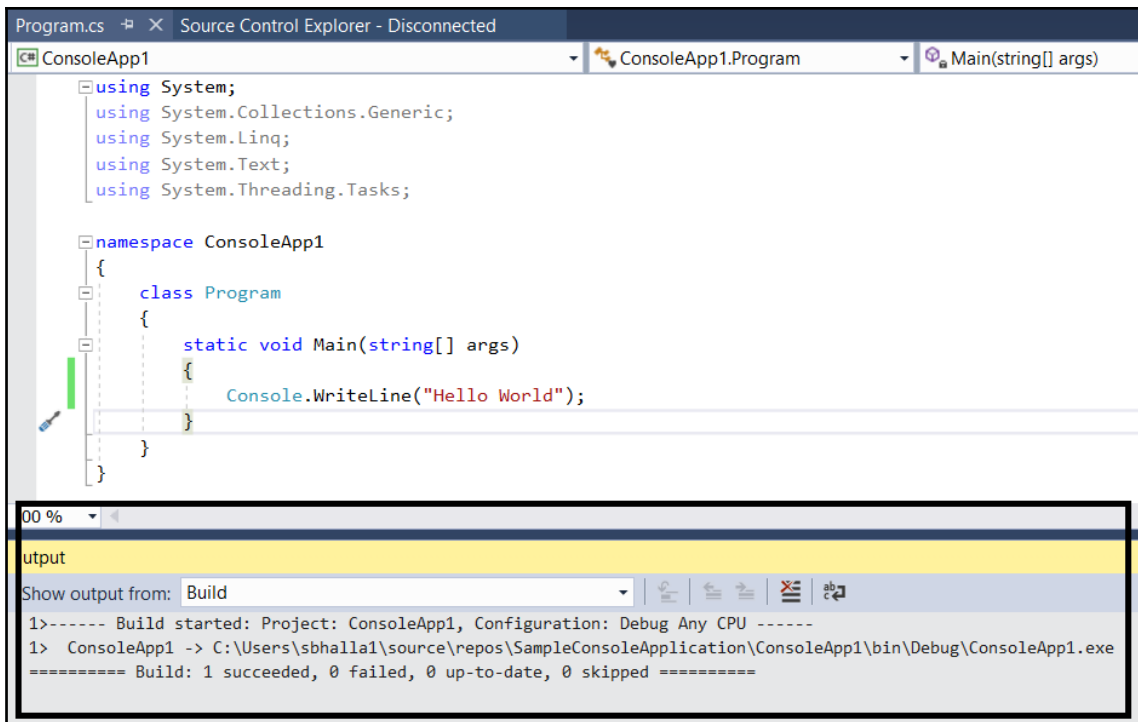 Program.cs Source Control Explorer - Disconnected
C# ConsoleApp1 ConsoleApp1.Program Main(string[] args)
using System;
using System.Collections.Generic;
using System.Linq;
using System.Text;
using System.Threading.Tasks;
namespace ConsoleApp1
{
class Program
{
static void Main(string[] args)
{
Console.WriteLine("Hello World");
}
}
}
00 %
utput
Show output from: Build
1>------ Build started: Project: ConsoleApp1, Configuration: Debug Any CPU ------
1>  ConsoleApp1 -> C:\Users\sbhalla1\source\repos\SampleConsoleApplication\ConsoleApp1\bin\Debug\ConsoleApp1.exe
========== Build: 1 succeeded, 0 failed, 0 up-to-date, 0 skipped ==========